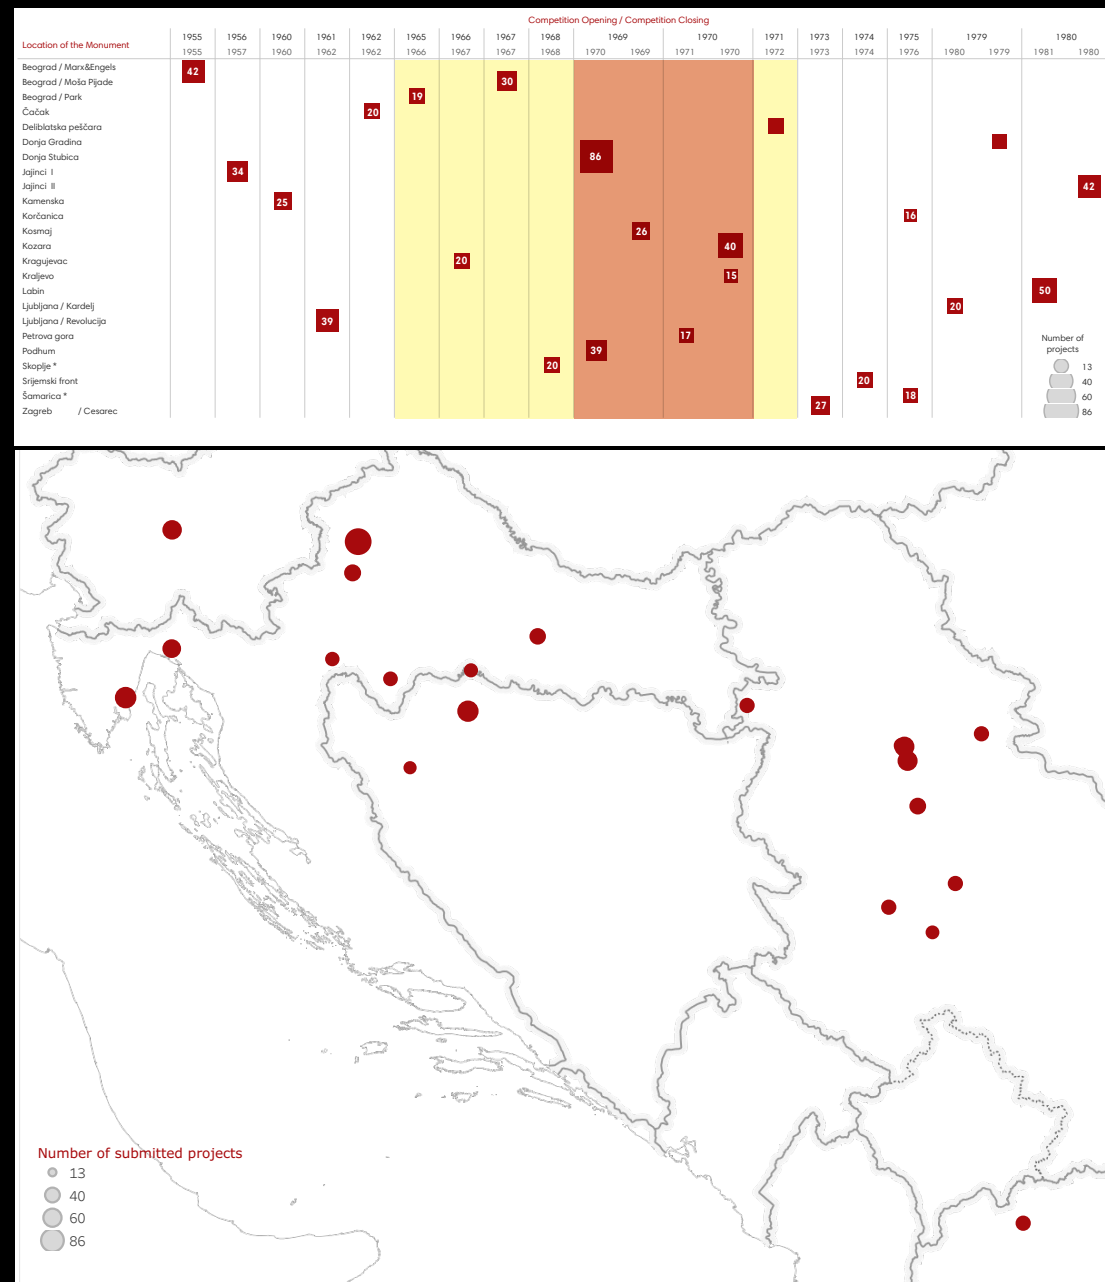 Competition Opening / Competition Closing
Location of the Monument
1955 1956 1960 1961 1962 1965 1966 1967 1968 1969 1970 1971 1973 1974 1975 1979 1980
1955 1957 1960 1962 1962 1966 1967 1967 1968 1970 1969 1971 1970 1972 1973 1974 1976 1980 1979 1981 1980
Beograd / Marx&Engels 42
Beograd / Moša Pijade 30
Beograd / Park 19
Čačak 20
Deliblatska peščara
Donja Gradina
Donja Stubica 86
Jajinci I 34
Jajinci II 42
Kamenska 25
Korčanica 16
Kosmaj 26
Kozara 40
Kragujevac 20
Kraljevo 15
Labin 50
Ljubljana / Kardelj 20
Ljubljana / Revolucija 39
Petrova gora 17
Podhum 39
Skoplje * 20
Srijemski front 20
Šamarica * 18
Zagreb / Cesarec 27
Number of
projects
13
40
60
86
Number of submitted projects
13
40
60
86